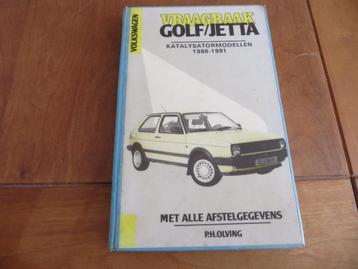 VOLKSWAGEN
VRAAGBAAK
GOLF/JETTA
KATALYSATORMODELLEN
1986-1991
MET ALLE AFSTELGEGEVENS
P.H.OLVING